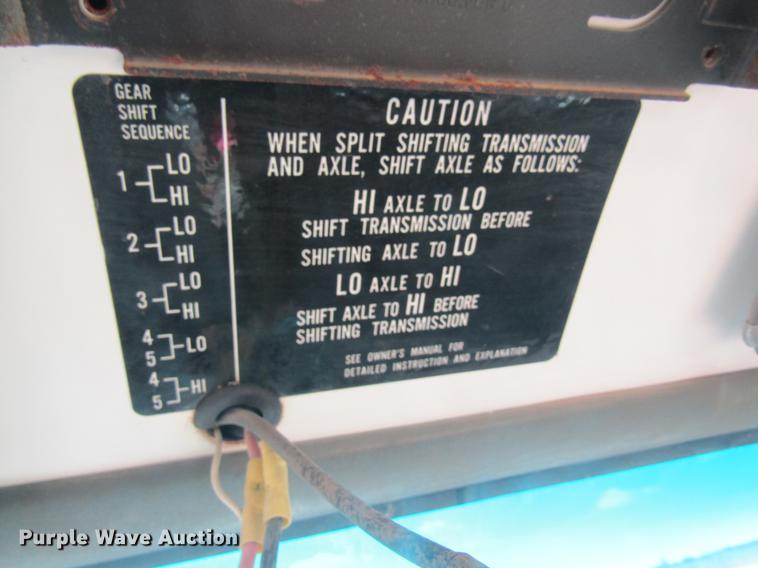 GEAR
SHIFT
SEQUENCE
1 LO
HI
2 LO
HI
3 LO
HI
4
5 LO
4
5 HI
CAUTION
WHEN SPLIT SHIFTING TRANSMISSION
AND AXLE, SHIFT AXLE AS FOLLOWS:
HI AXLE TO LO
SHIFT TRANSMISSION BEFORE
SHIFTING AXLE TO LO
LO AXLE TO HI
SHIFT AXLE TO HI BEFORE
SHIFTING TRANSMISSION
SEE OWNER'S MANUAL FOR
DETAILED INSTRUCTION AND EXPLANATION
Purple Wave Auction